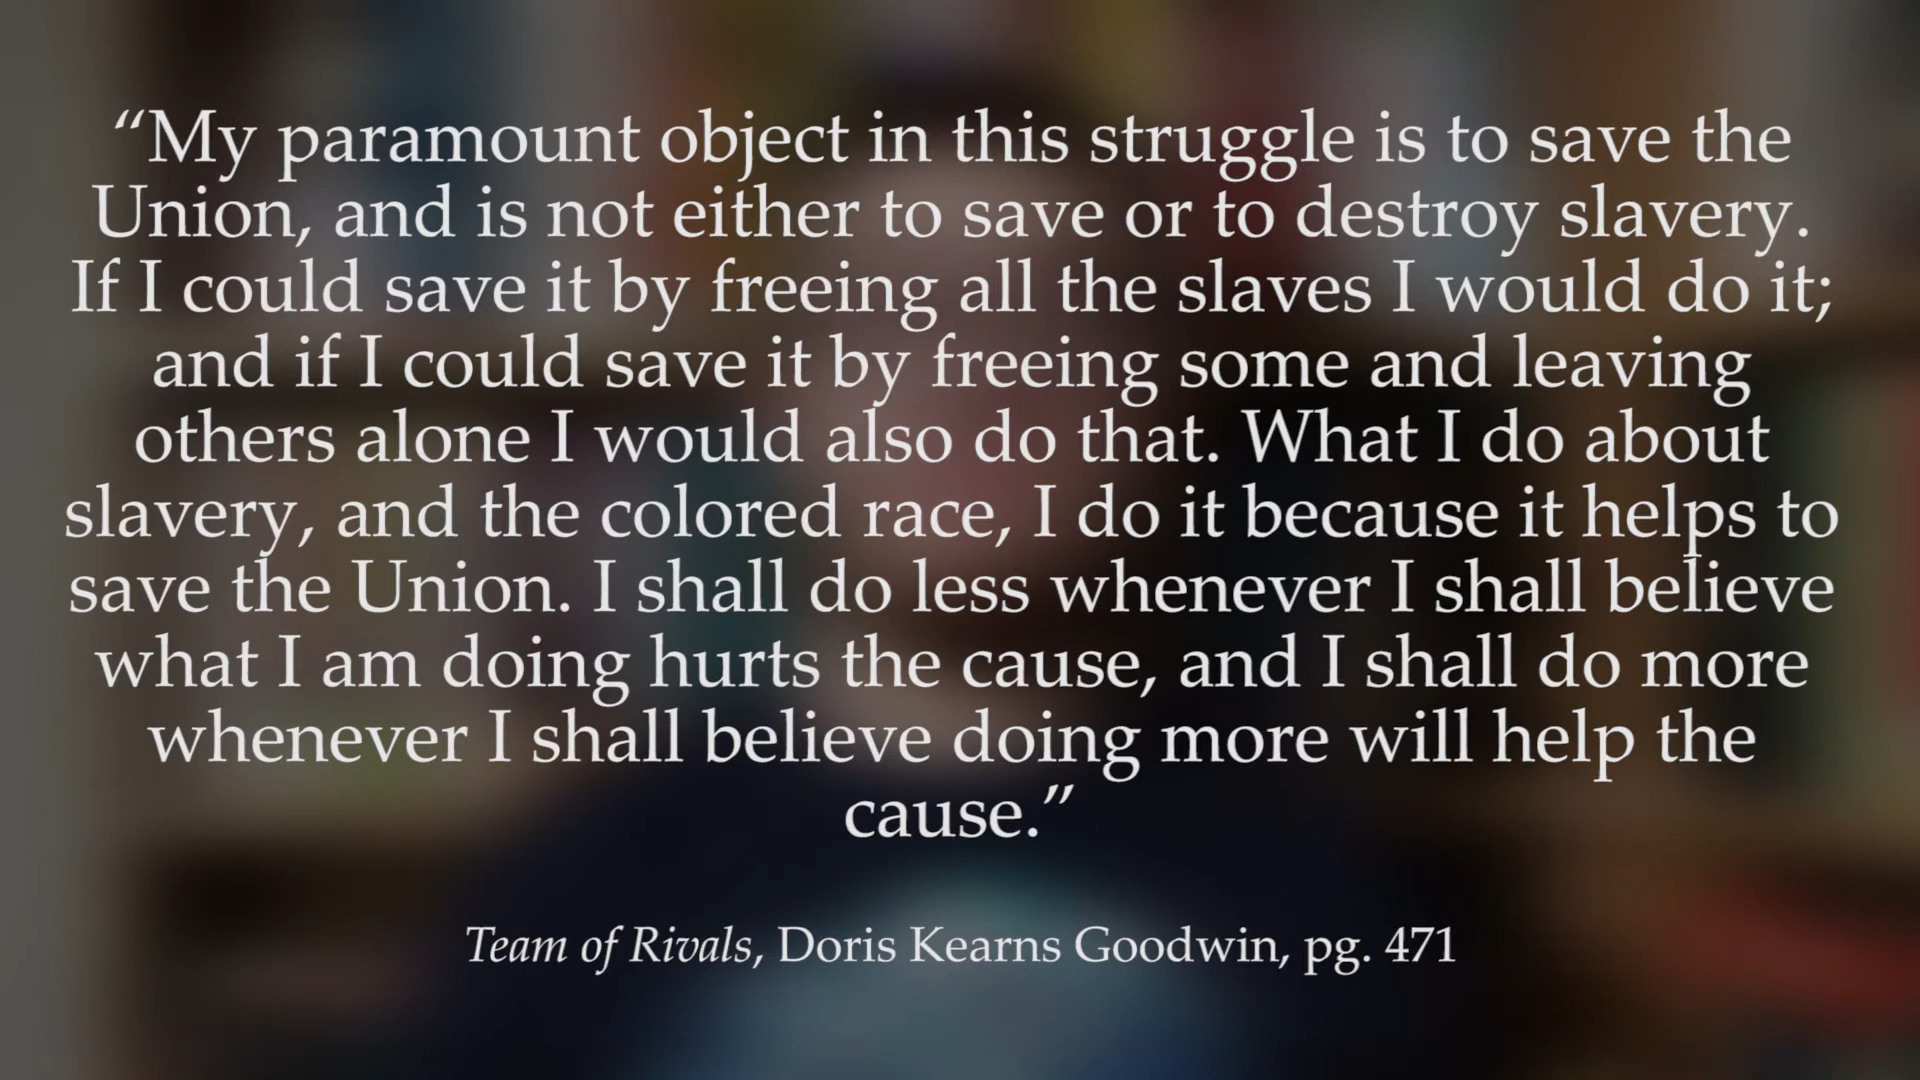 “My paramount object in this struggle is to save the
Union, and is not either to save or to destroy slavery.
If I could save it by freeing all the slaves I would do it;
and if I could save it by freeing some and leaving
others alone I would also do that. What I do about
slavery, and the colored race, I do it because it helps to
save the Union. I shall do less whenever I shall believe
what I am doing hurts the cause, and I shall do more
whenever I shall believe doing more will help the
cause.”
Team of Rivals, Doris Kearns Goodwin, pg. 471